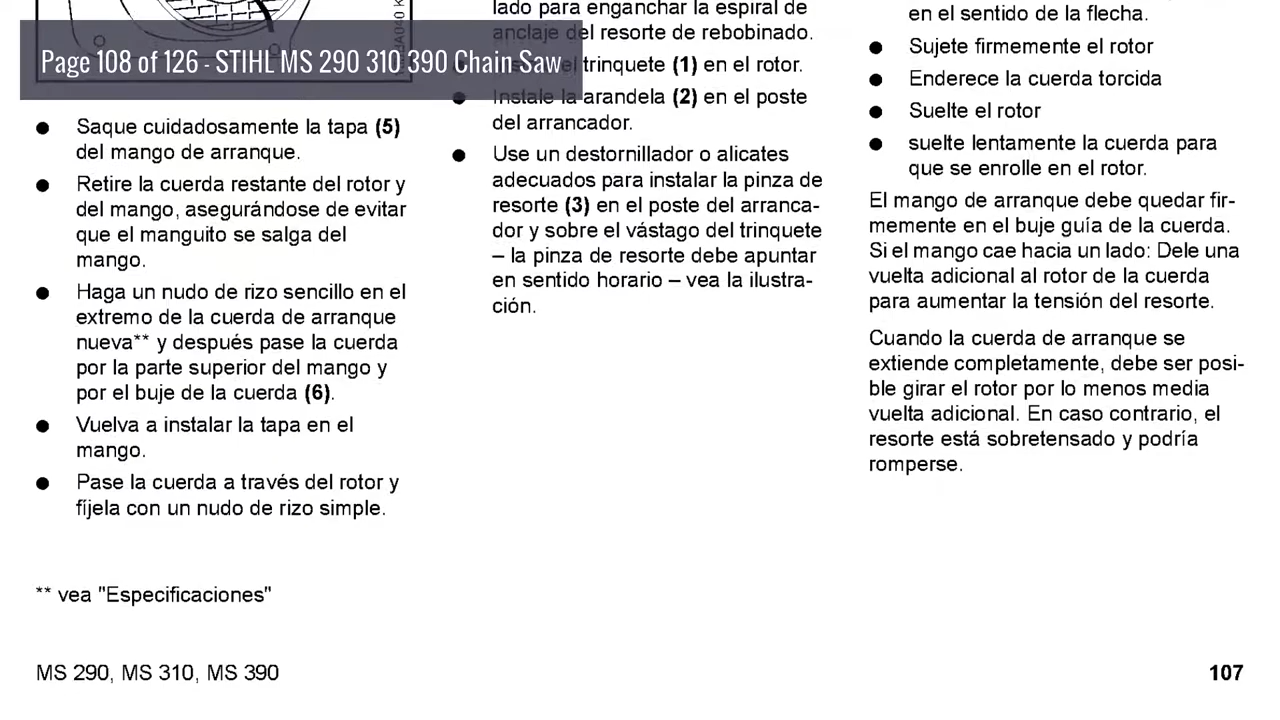 Page 108 of 126 - STIHL MS 290 310 390 Chain Saw
Saque cuidadosamente la tapa (5)
del mango de arranque.
Retire la cuerda restante del rotor y
del mango, asegurándose de evitar
que el manguito se salga del
mango.
Haga un nudo de rizo sencillo en el
extremo de la cuerda de arranque
nueva** y después pase la cuerda
por la parte superior del mango y
por el buje de la cuerda (6).
Vuelva a instalar la tapa en el
mango.
Pase la cuerda a través del rotor y
fíjela con un nudo de rizo simple.
** vea "Especificaciones"
lado para enganchar la espiral de
anclaje del resorte de rebobinado.
trinquete (1) en el rotor.
Instale la arandela (2) en el poste
del arrancador.
Use un destornillador o alicates
adecuados para instalar la pinza de
resorte (3) en el poste del arranca-
dor y sobre el vástago del trinquete
– la pinza de resorte debe apuntar
en sentido horario – vea la ilustra-
ción.
en el sentido de la flecha.
Sujete firmemente el rotor
Enderece la cuerda torcida
Suelte el rotor
suelte lentamente la cuerda para
que se enrolle en el rotor.
El mango de arranque debe quedar fir-
memente en el buje guía de la cuerda.
Si el mango cae hacia un lado: Dele una
vuelta adicional al rotor de la cuerda
para aumentar la tensión del resorte.
Cuando la cuerda de arranque se
extiende completamente, debe ser posi-
ble girar el rotor por lo menos media
vuelta adicional. En caso contrario, el
resorte está sobretensado y podría
romperse.
MS 290, MS 310, MS 390
107